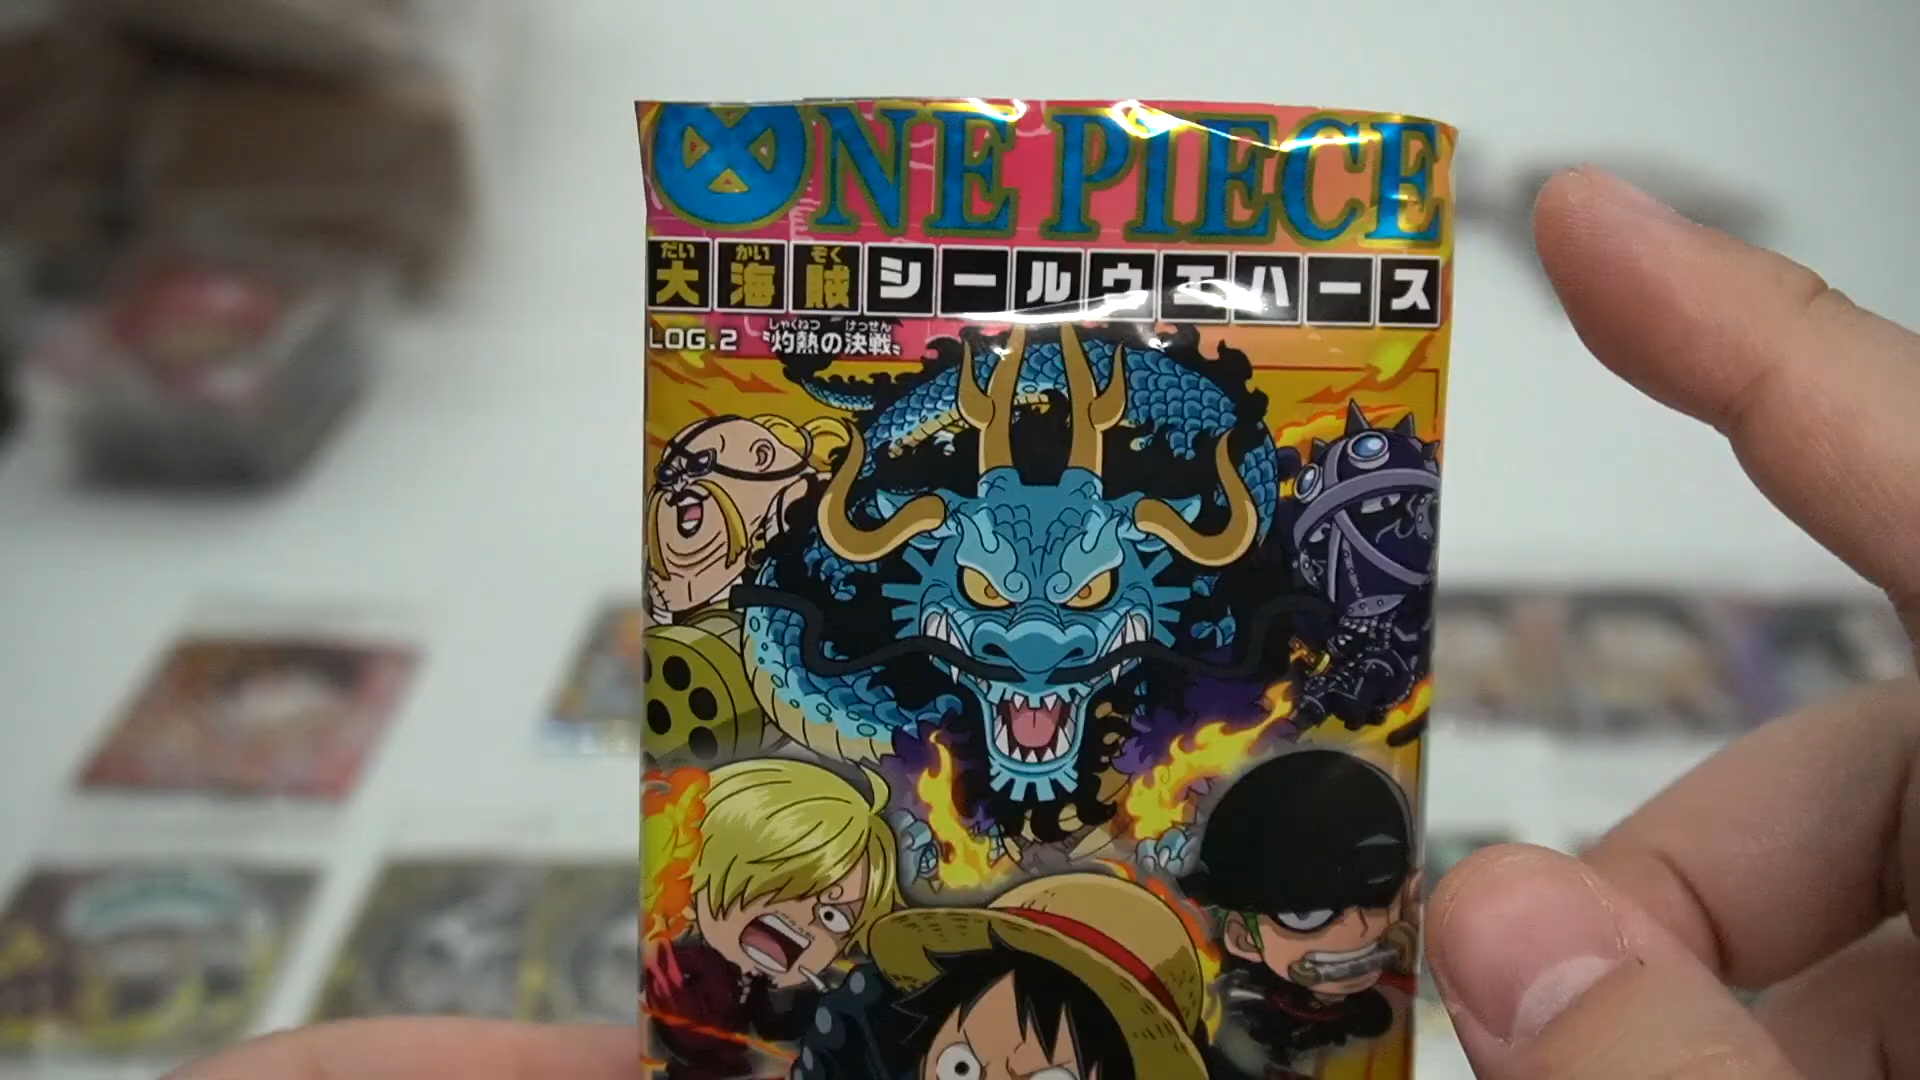 ONE PIECE
だい かい ぞく
大海賊シールウエハース
しゃくねつ けっせん
LOG.2 〝灼熱の決戦〟